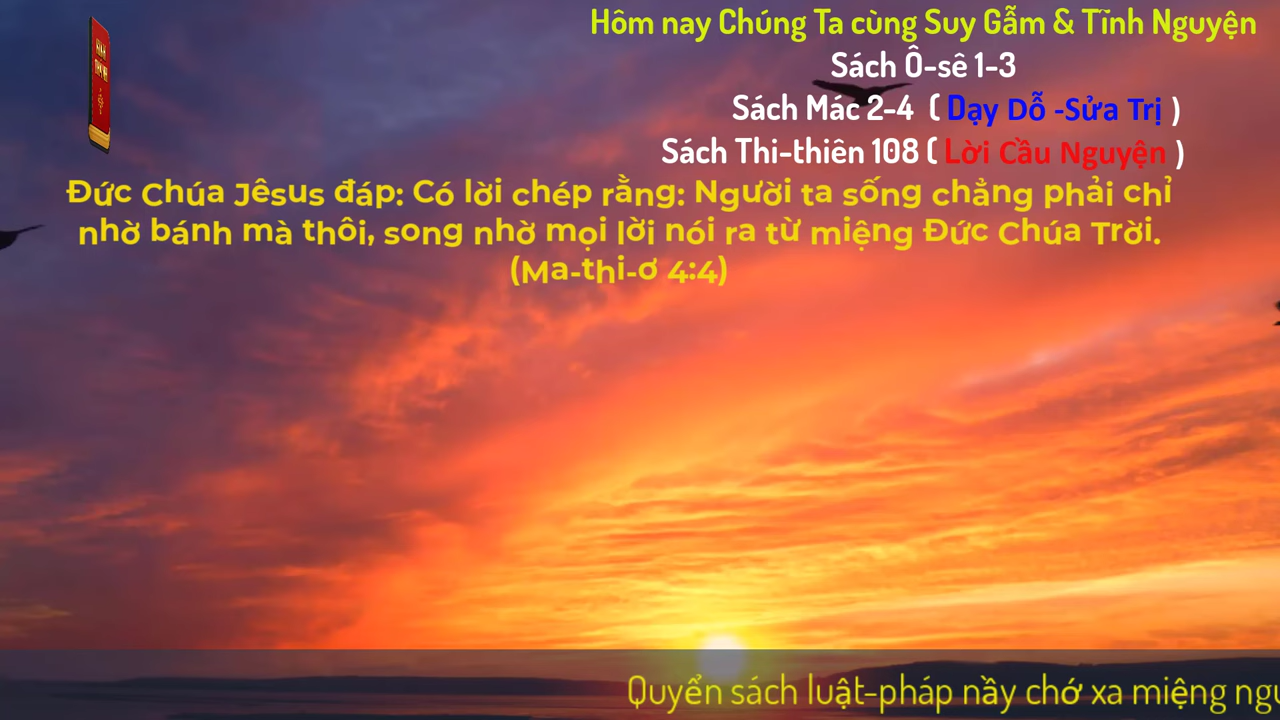 Hôm nay Chúng Ta cùng Suy Gẫm & Tĩnh Nguyện
Sách Ô-sê 1-3
Sách Mác 2-4 ( Dạy Dỗ -Sửa Trị )
Sách Thi-thiên 108 ( Lời Cầu Nguyện )
Đức Chúa Jêsus đáp: Có lời chép rằng: Người ta sống chẳng phải chỉ
nhờ bánh mà thôi, song nhờ mọi lời nói ra từ miệng Đức Chúa Trời.
(Ma-thi-ơ 4:4)
Quyển sách luật-pháp nầy chớ xa miệng